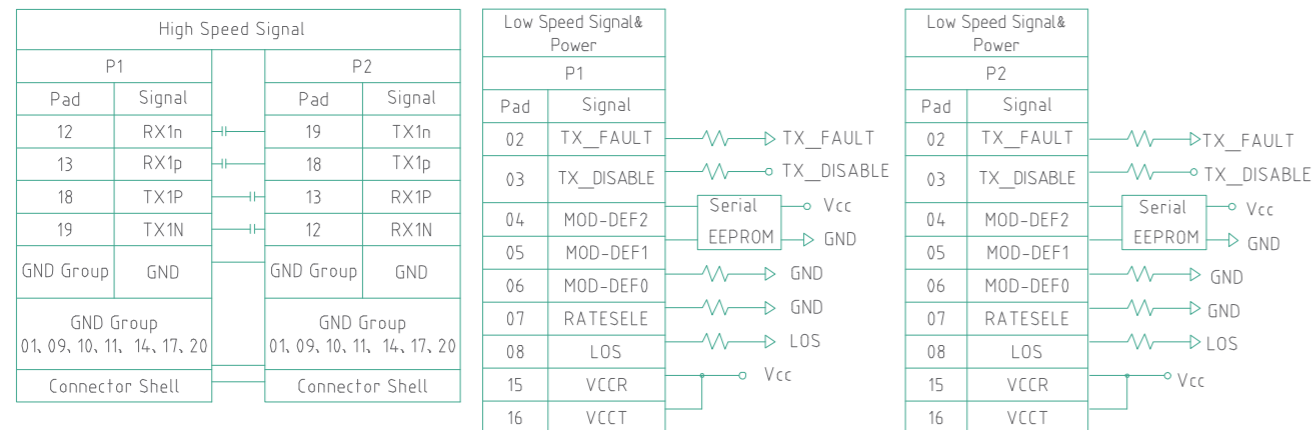 High Speed Signal
P1 P2
Pad Signal Pad Signal
12 RX1n 19 TX1n
13 RX1p 18 TX1p
18 TX1P 13 RX1P
19 TX1N 12 RX1N
GND Group GND GND Group GND
GND Group GND Group
01、09、10、11、14、17、20 01、09、10、11、14、17、20
Connector Shell Connector Shell
Low Speed Signal&
Power
P1
Pad Signal
02 TX_FAULT TX_FAULT
03 TX_DISABLE TX_DISABLE
04 MOD-DEF2 Serial Vcc
05 MOD-DEF1 EEPROM GND
06 MOD-DEF0 GND
07 RATESELE GND
08 LOS LOS
15 VCCR Vcc
16 VCCT
Low Speed Signal&
Power
P2
Pad Signal
02 TX_FAULT TX_FAULT
03 TX_DISABLE TX_DISABLE
04 MOD-DEF2 Serial Vcc
05 MOD-DEF1 EEPROM GND
06 MOD-DEF0 GND
07 RATESELE GND
08 LOS LOS
15 VCCR Vcc
16 VCCT